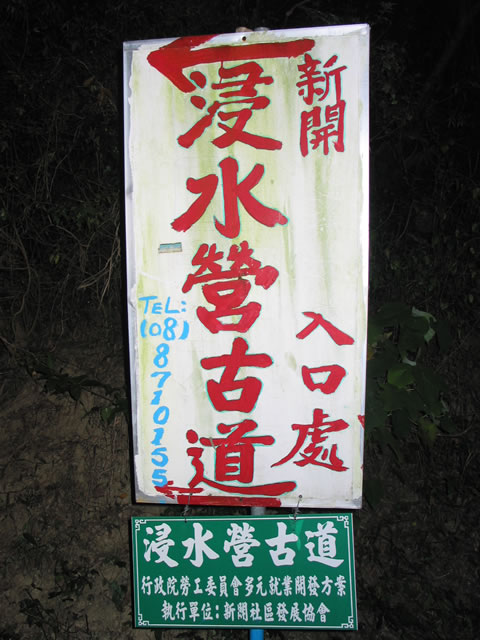 新開
入口處
浸水營古道
TEL:
(08)
8710155
浸水營古道
行政院勞工委員會多元就業開發方案
執行單位：新開社區發展協會